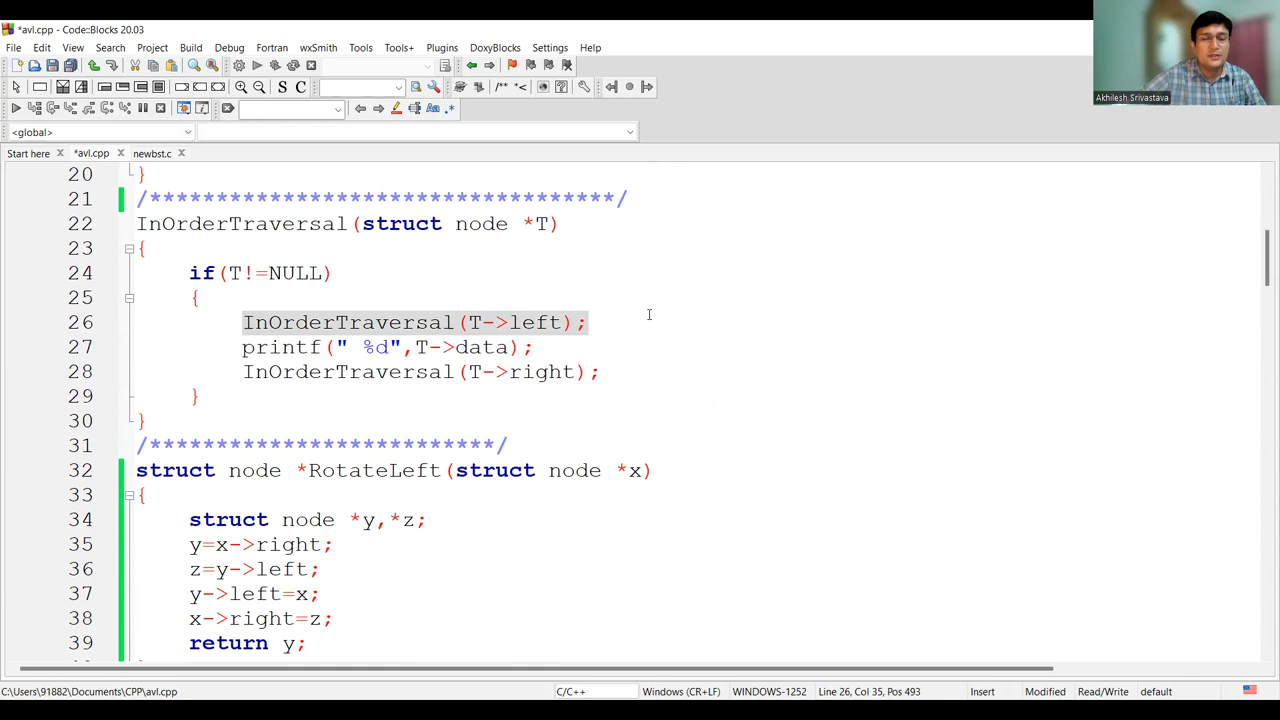 *avl.cpp - Code::Blocks 20.03
File Edit View Search Project Build Debug Fortran wxSmith Tools Tools+ Plugins DoxyBlocks Settings Help
S C /** *<
Aa .*
<global>
Start here *avl.cpp newbst.c
20 }
21 /***********************************/
22 InOrderTraversal(struct node *T)
23 {
24 if(T!=NULL)
25 {
26 InOrderTraversal(T->left);
27 printf(" %d",T->data);
28 InOrderTraversal(T->right);
29 }
30 }
31 /**************************/
32 struct node *RotateLeft(struct node *x)
33 {
34 struct node *y,*z;
35 y=x->right;
36 z=y->left;
37 y->left=x;
38 x->right=z;
39 return y;
C:\Users\91882\Documents\CPP\avl.cpp C/C++ Windows (CR+LF) WINDOWS-1252 Line 26, Col 35, Pos 493 Insert Modified Read/Write default
Akhilesh Srivastava